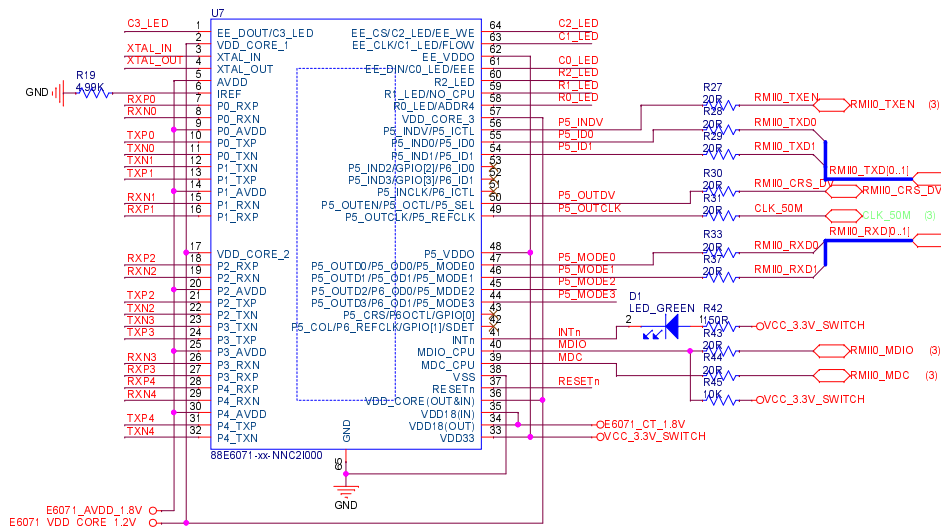 U7
C3_LED 1 EE_DOUT/C3_LED EE_CS/C2_LED/EE_WE 64 C2_LED
2 VDD_CORE_1 EE_CLK/C1_LED/FLOW 63 C1_LED
XTAL_IN 3 XTAL_IN EE_VDDO 62
XTAL_OUT 4 XTAL_OUT EE_DIN/C0_LED/EEE 61 C0_LED
5 AVDD R2_LED 60 R2_LED
GND R19 4.99K 6 IREF R1_LED/NO_CPU 59 R1_LED
RXP0 7 P0_RXP R0_LED/ADDR4 58 R0_LED
RXN0 8 P0_RXN VDD_CORE_3 57
9 P0_AVDD P5_INDV/P5_ICTL 56 P5_INDV
TXP0 10 P0_TXP P5_IND0/P5_ID0 55 P5_ID0
TXN0 11 P0_TXN P5_IND1/P5_ID1 54 P5_ID1
TXN1 12 P1_TXN P5_IND2/GPIO[2]/P6_ID0 53
TXP1 13 P1_TXP P5_IND3/GPIO[3]/P6_ID1 52
14 P1_AVDD P5_INCLK/P6_ICTL 51
RXN1 15 P1_RXN P5_OUTEN/P5_OCTL/P5_SEL 50 P5_OUTDV
RXP1 16 P1_RXP P5_OUTCLK/P5_REFCLK 49 P5_OUTCLK
17 VDD_CORE_2 P5_VDDO 48
RXP2 18 P2_RXP P5_OUTD0/P5_OD0/P5_MODE0 47 P5_MODE0
RXN2 19 P2_RXN P5_OUTD1/P5_OD1/P5_MODE1 46 P5_MODE1
20 P2_AVDD P5_OUTD2/P6_OD0/P5_MODE2 45 P5_MODE2
TXP2 21 P2_TXP P5_OUTD3/P6_OD1/P5_MODE3 44 P5_MODE3
TXN2 22 P2_TXN P5_CRS/P6OCTL/GPIO[0] 43
TXN3 23 P3_TXN P5_COL/P6_REFCLK/GPIO[1]/SDET 42
TXP3 24 P3_TXP INTn 41 INTn
25 P3_AVDD MDIO_CPU 40 MDIO
RXN3 26 P3_RXN MDC_CPU 39 MDC
RXP3 27 P3_RXP VSS 38
RXP4 28 P4_RXP RESETn 37 RESETn
RXN4 29 P4_RXN VDD_CORE(OUT&IN) 36
30 P4_AVDD VDD18(IN) 35
TXP4 31 P4_TXP VDD18(OUT) 34 E6071_CT_1.8V
TXN4 32 P4_TXN VDD33 33 VCC_3.3V_SWITCH
88E6071-xx-NNC2I000
GND
65
GND
E6071_AVDD_1.8V
E6071_VDD_CORE_1.2V
R27 20R RMII0_TXEN RMII0_TXEN (3)
R28 20R RMII0_TXD0
R29 20R RMII0_TXD1
RMII0_TXD[0..1]
R30 20R RMII0_CRS_DV RMII0_CRS_DV
R31 20R CLK_50M CLK_50M (3)
RMII0_RXD[0..1]
R33 20R RMII0_RXD0
R37 20R RMII0_RXD1
D1
LED_GREEN
2 1
R42 150R VCC_3.3V_SWITCH
R43 20R RMII0_MDIO (3)
R44 20R RMII0_MDC (3)
R45 10K VCC_3.3V_SWITCH